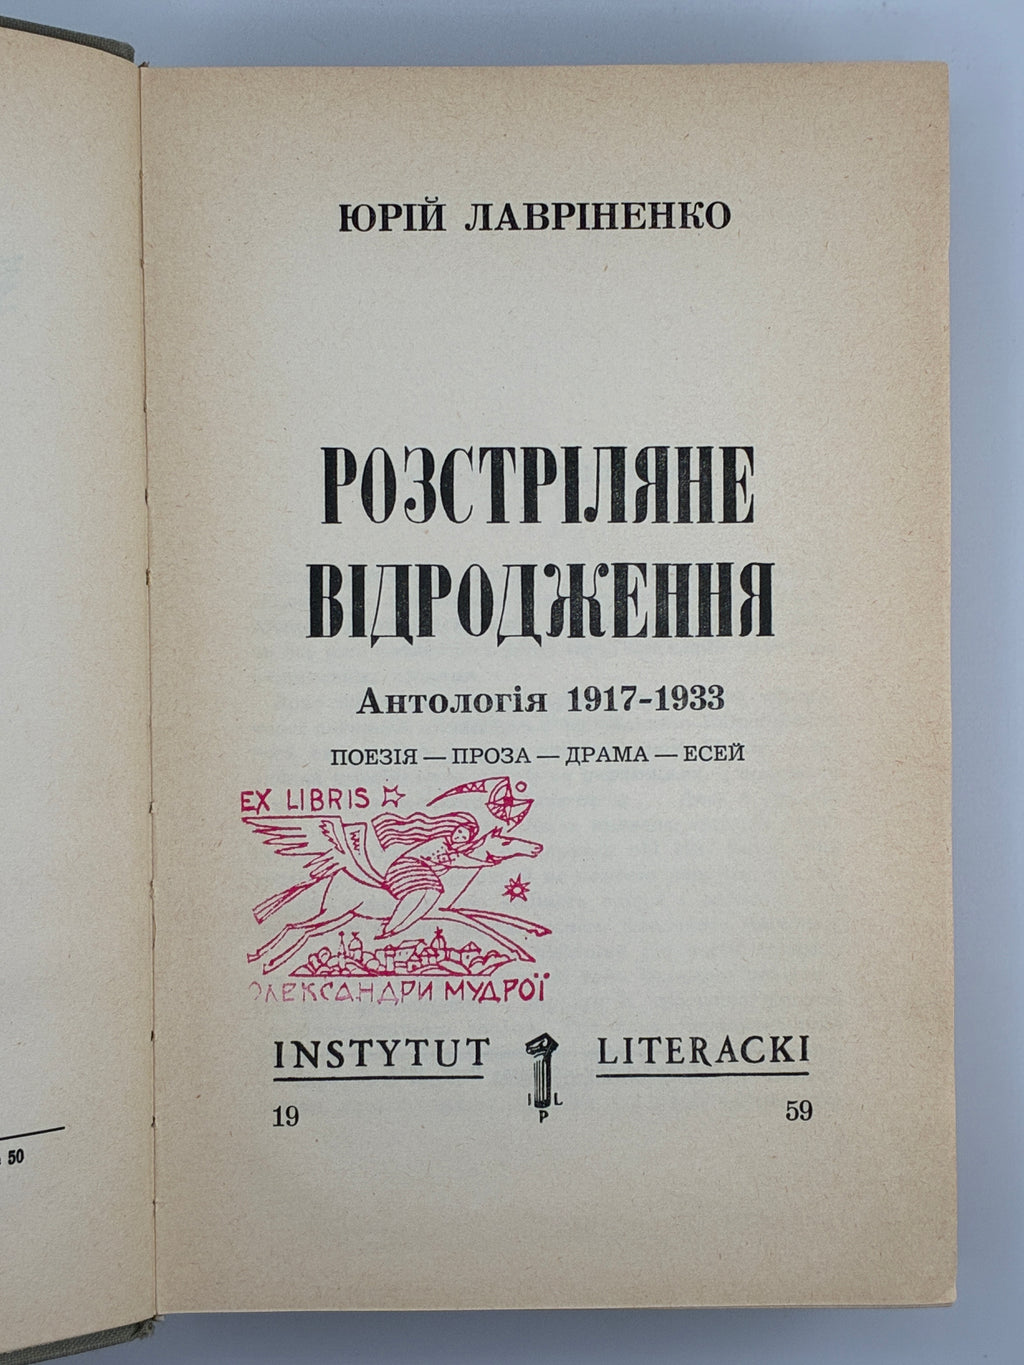 ЮРІЙ ЛАВРІНЕНКО
РОЗСТРІЛЯНЕ
ВІДРОДЖЕННЯ
Антологія 1917-1933
ПОЕЗІЯ — ПРОЗА — ДРАМА — ЕСЕЙ
EX LIBRIS
ОЛЕКСАНДРИ МУДРОЇ
INSTYTUT LITERACKI
I L
P
19 59
50